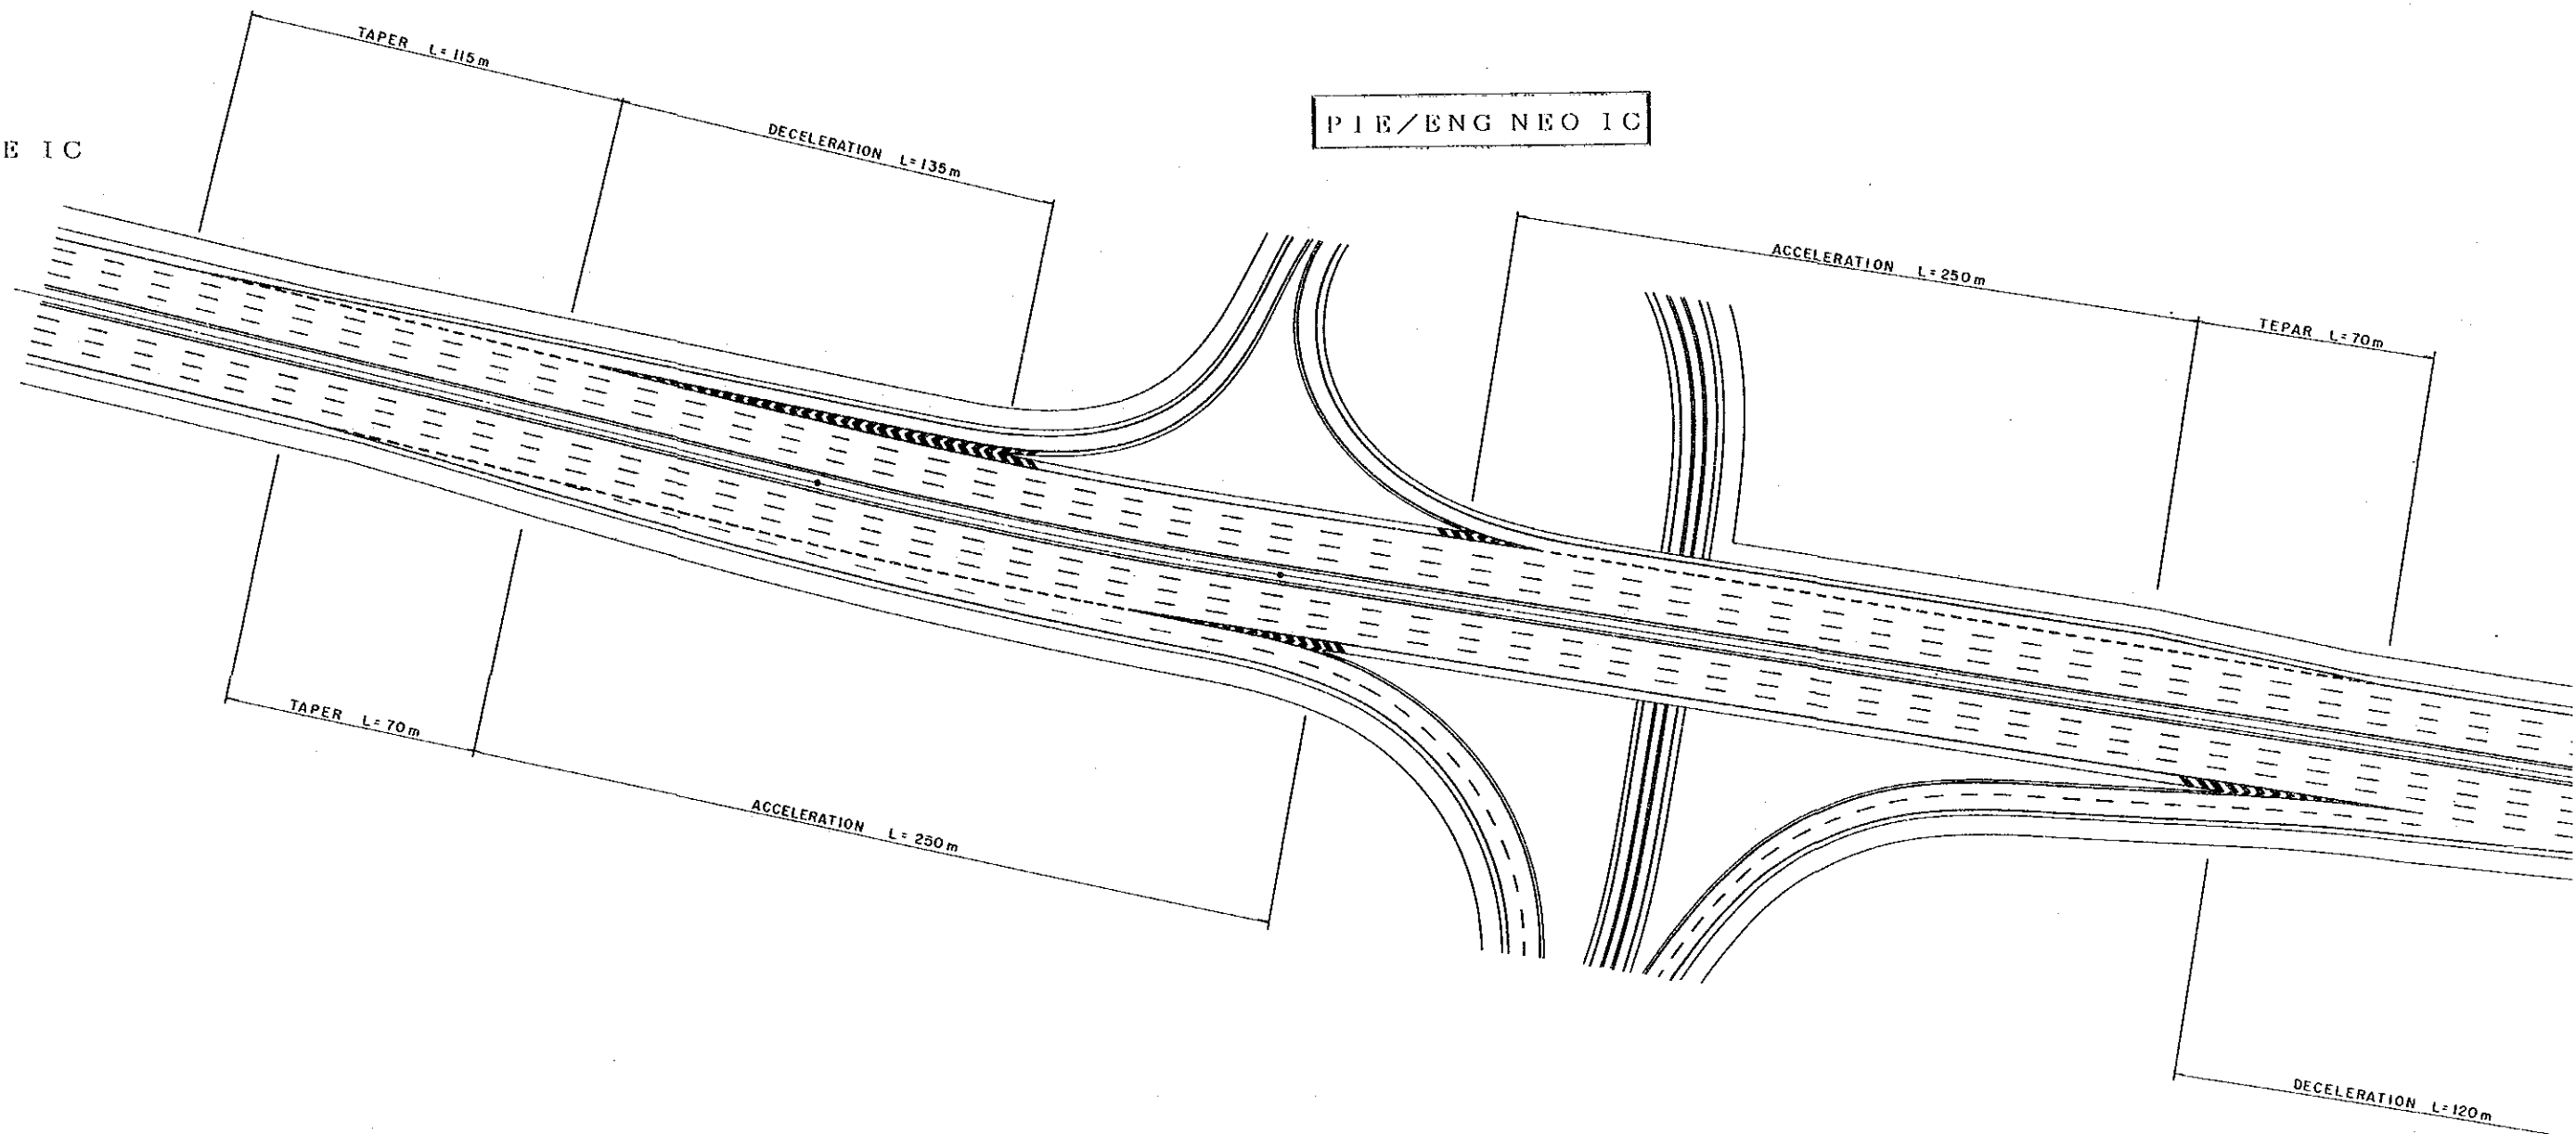 TAPER L=115m
DECELERATION L=135m
PIE/ENG NEO IC
E IC
ACCELERATION L=250m
TEPAR L=70m
TAPER L=70m
ACCELERATION L=250m
DECELERATION L=120m